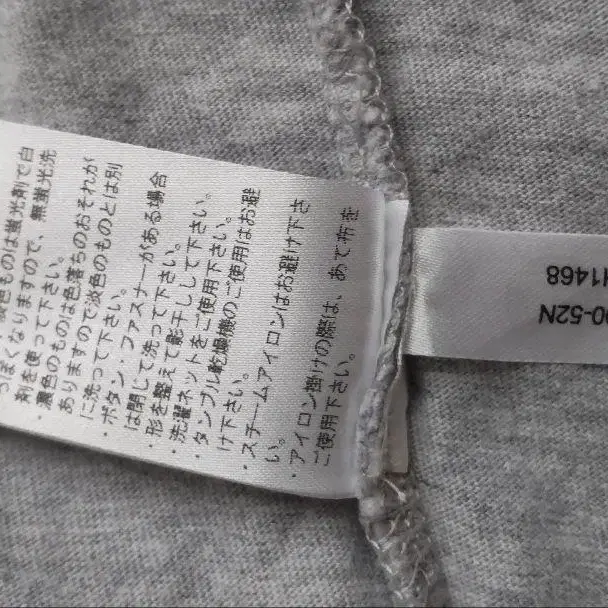 淡色ものは蛍光剤で白
っぽくなりますので、無蛍光洗
剤を使って下さい。
・濃色のものは色落ちのおそれが
ありますので淡色のものとは別
に洗って下さい。
・ボタン・ファスナーがある場合
は閉じて洗って下さい。
形を整えて影干しして下さい。
・洗濯ネットをご使用下さい。
・タンブル乾燥機のご使用はお避
け下さい。
・スチームアイロンはお避け下さ
い。
・アイロン掛けの際は、あて布を
ご使用下さい。
11468
00-52N